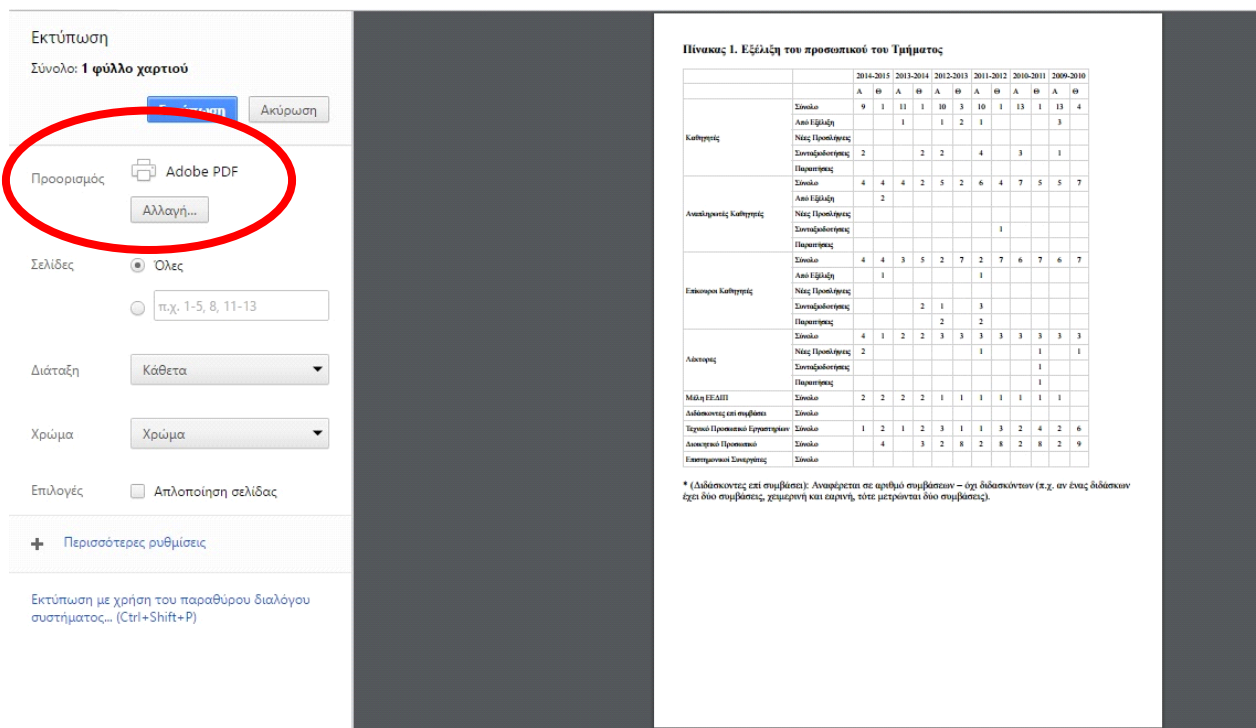 Εκτύπωση
Σύνολο: 1 φύλλο χαρτιού
Εκτύπωση Ακύρωση
Προορισμός Adobe PDF
Αλλαγή...
Σελίδες Όλες
π.χ. 1-5, 8, 11-13
Διάταξη Κάθετα
Χρώμα Χρώμα
Επιλογές Απλοποίηση σελίδας
+ Περισσότερες ρυθμίσεις
Εκτύπωση με χρήση του παραθύρου διαλόγου
συστήματος... (Ctrl+Shift+P)
Πίνακας 1. Εξέλιξη του προσωπικού του Τμήματος
2014-2015 2013-2014 2012-2013 2011-2012 2010-2011 2009-2010
Α Θ Α Θ Α Θ Α Θ Α Θ Α Θ
Σύνολο 9 1 11 1 10 3 10 1 13 1 13 4
Από Εξέλιξη 1 1 2 1 3
Καθηγητές Νέες Προσλήψεις
Συνταξιοδοτήσεις 2 2 2 4 3 1
Παραιτήσεις
Σύνολο 4 4 4 2 5 2 6 4 7 5 5 7
Από Εξέλιξη 2
Αναπληρωτές Καθηγητές Νέες Προσλήψεις
Συνταξιοδοτήσεις 1
Παραιτήσεις
Σύνολο 4 4 3 5 2 7 2 7 6 7 6 7
Από Εξέλιξη 1 1
Επίκουροι Καθηγητές Νέες Προσλήψεις
Συνταξιοδοτήσεις 2 1 3
Παραιτήσεις 2 2
Σύνολο 4 1 2 2 3 3 3 3 3 3 3 3
Λέκτορες Νέες Προσλήψεις 2 1 1 1
Συνταξιοδοτήσεις 1
Παραιτήσεις 1
Μέλη ΕΕΔΙΠ Σύνολο 2 2 2 2 1 1 1 1 1 1 1
Διδάσκοντες επί συμβάσει Σύνολο
Τεχνικό Προσωπικό Εργαστηρίων Σύνολο 1 2 1 2 3 1 1 3 2 4 2 6
Διοικητικό Προσωπικό Σύνολο 4 3 2 8 2 8 2 8 2 9
Επιστημονικοί Συνεργάτες Σύνολο
* (Διδάσκοντες επί συμβάσει): Αναφέρεται σε αριθμό συμβάσεων – όχι διδασκόντων (π.χ. αν ένας διδάσκων
έχει δύο συμβάσεις, χειμερινή και εαρινή, τότε μετρώνται δύο συμβάσεις).